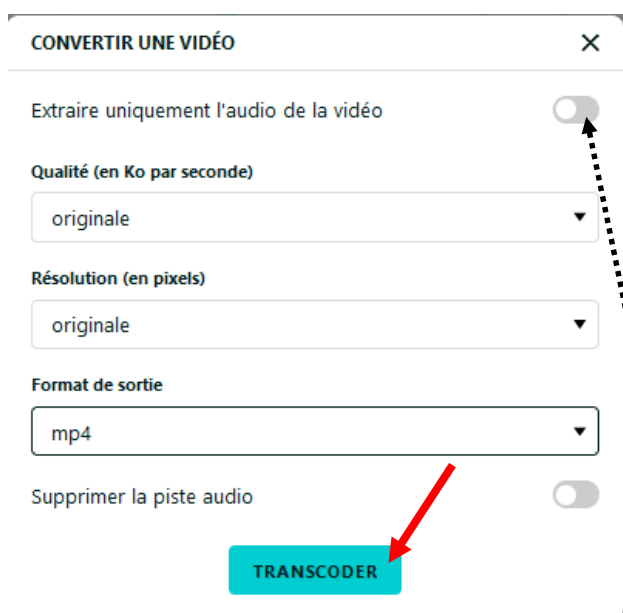 CONVERTIR UNE VIDÉO
Extraire uniquement l'audio de la vidéo
Qualité (en Ko par seconde)
originale
Résolution (en pixels)
originale
Format de sortie
mp4
Supprimer la piste audio
TRANSCODER